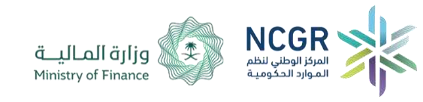 وزارة المالية
Ministry of Finance
NCGR
المركز الوطني لنظم
الموارد الحكومية